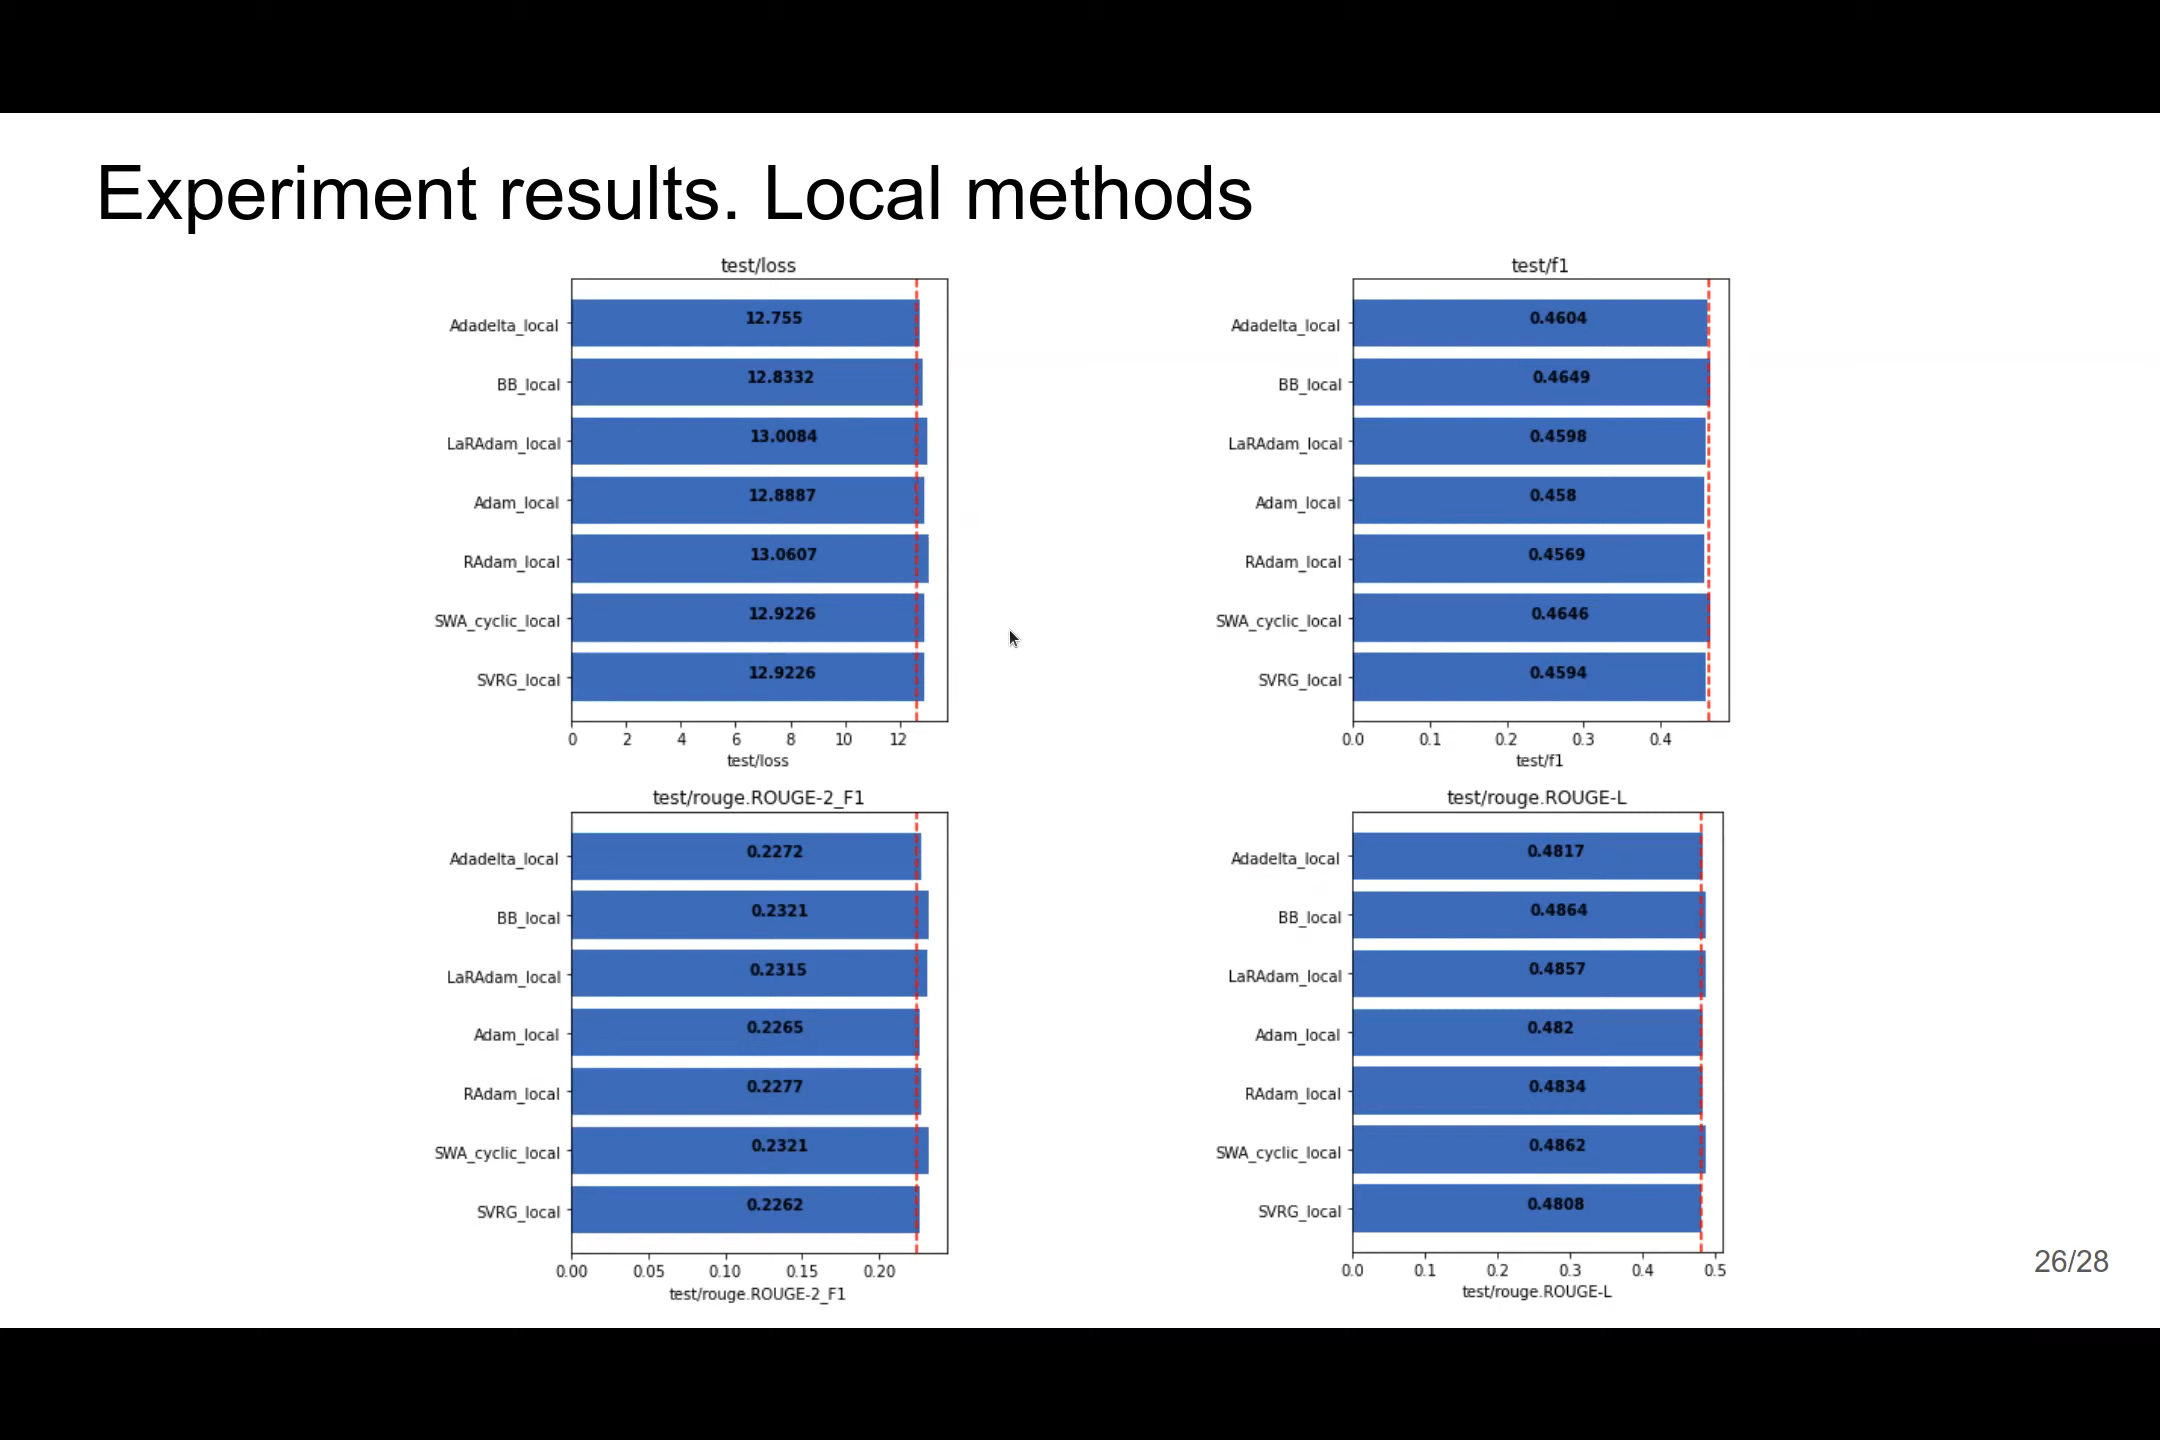 Experiment results. Local methods
test/loss
Adadelta_local 12.755
BB_local 12.8332
LaRAdam_local 13.0084
Adam_local 12.8887
RAdam_local 13.0607
SWA_cyclic_local 12.9226
SVRG_local 12.9226
0 2 4 6 8 10 12
test/loss
test/f1
Adadelta_local 0.4604
BB_local 0.4649
LaRAdam_local 0.4598
Adam_local 0.458
RAdam_local 0.4569
SWA_cyclic_local 0.4646
SVRG_local 0.4594
0.0 0.1 0.2 0.3 0.4
test/f1
test/rouge.ROUGE-2_F1
Adadelta_local 0.2272
BB_local 0.2321
LaRAdam_local 0.2315
Adam_local 0.2265
RAdam_local 0.2277
SWA_cyclic_local 0.2321
SVRG_local 0.2262
0.00 0.05 0.10 0.15 0.20
test/rouge.ROUGE-2_F1
test/rouge.ROUGE-L
Adadelta_local 0.4817
BB_local 0.4864
LaRAdam_local 0.4857
Adam_local 0.482
RAdam_local 0.4834
SWA_cyclic_local 0.4862
SVRG_local 0.4808
0.0 0.1 0.2 0.3 0.4 0.5
test/rouge.ROUGE-L
26/28